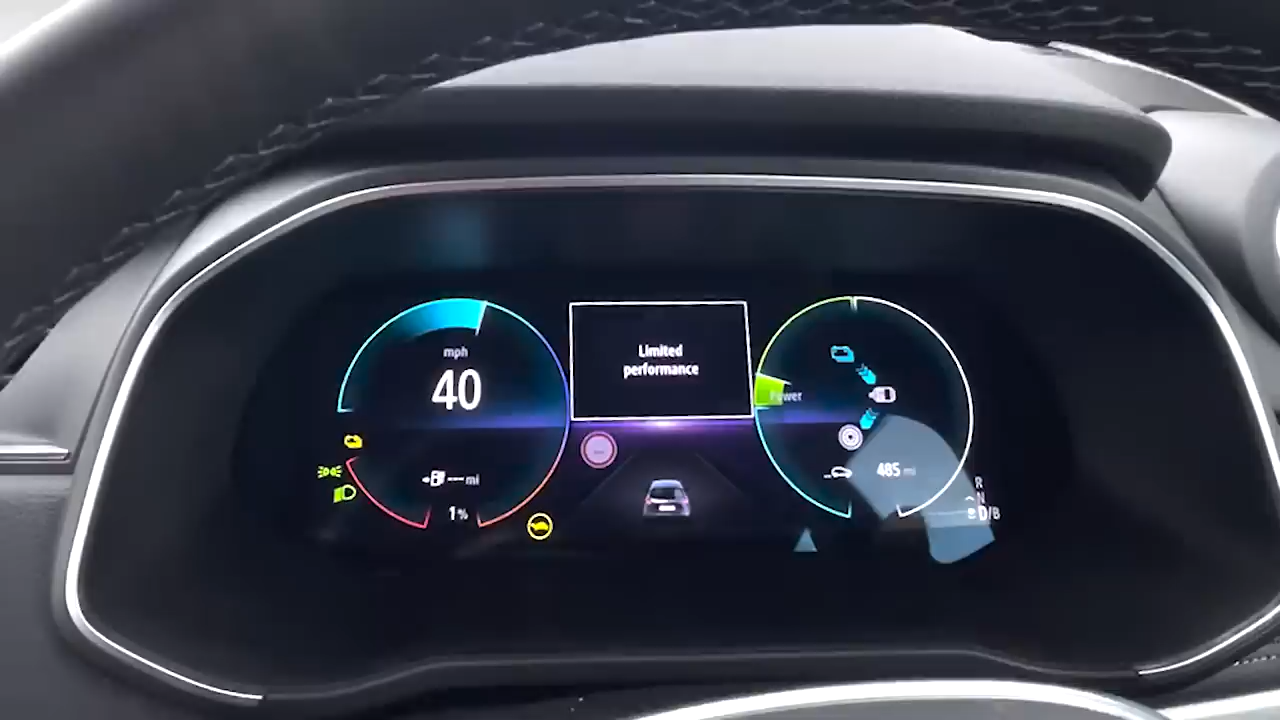 mph
40
Limited
performance
Power
--- mi
485 mi
1%
R
N
D/B